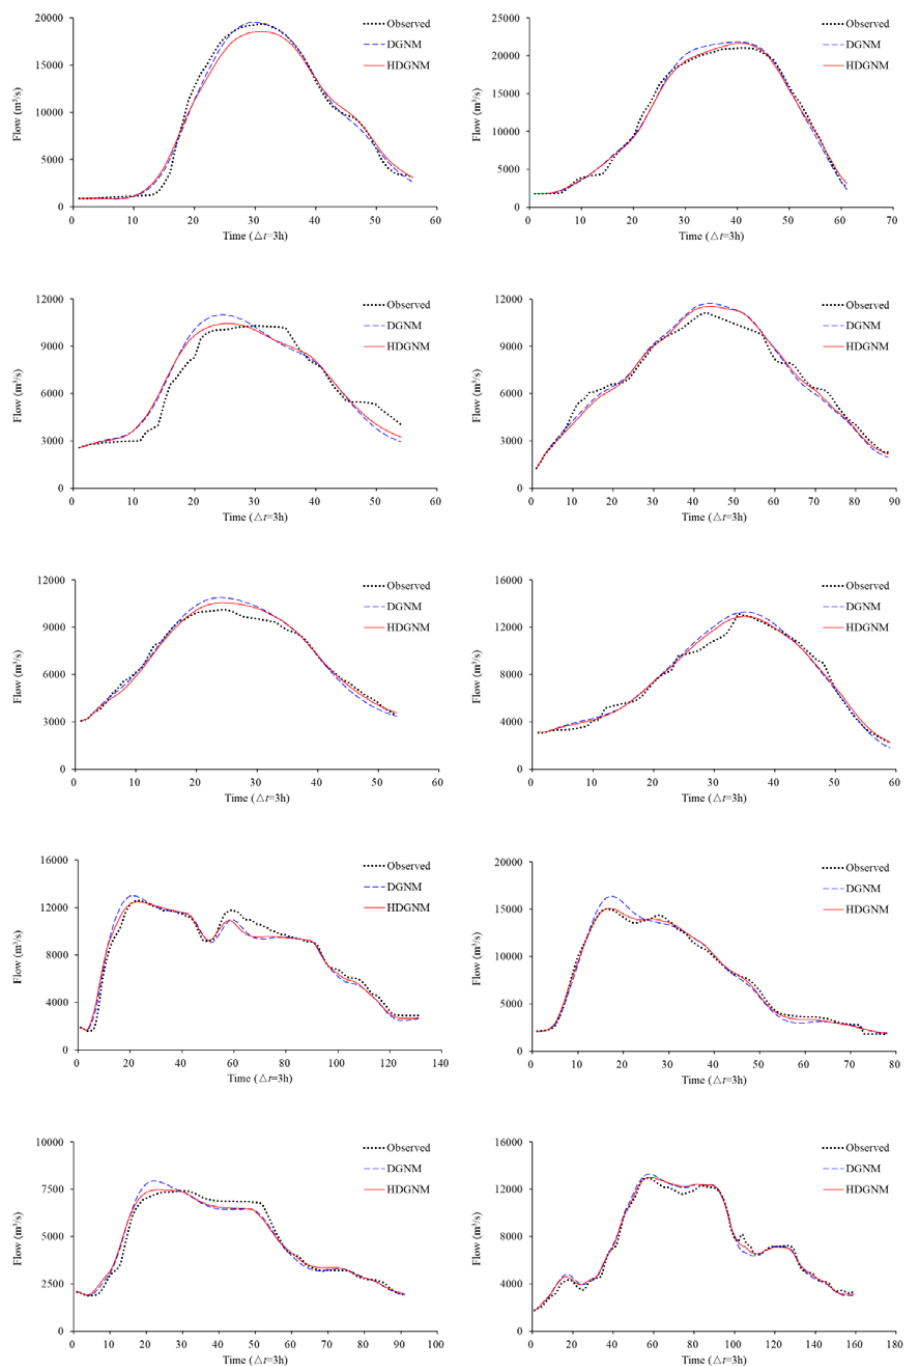 20000
15000
10000
5000
0
Flow (m³/s)
0 10 20 30 40 50 60
Time (△t=3h)
Observed
DGNM
HDGNM
25000
20000
15000
10000
5000
0
Flow (m³/s)
0 10 20 30 40 50 60 70
Time (△t=3h)
Observed
DGNM
HDGNM
12000
9000
6000
3000
0
Flow (m³/s)
0 10 20 30 40 50 60
Time (△t=3h)
Observed
DGNM
HDGNM
12000
9000
6000
3000
0
Flow (m³/s)
0 10 20 30 40 50 60 70 80 90
Time (△t=3h)
Observed
DGNM
HDGNM
12000
9000
6000
3000
0
Flow (m³/s)
0 10 20 30 40 50 60
Time (△t=3h)
Observed
DGNM
HDGNM
16000
12000
8000
4000
0
Flow (m³/s)
0 10 20 30 40 50 60
Time (△t=3h)
Observed
DGNM
HDGNM
16000
12000
8000
4000
0
Flow (m³/s)
0 20 40 60 80 100 120 140
Time (△t=3h)
Observed
DGNM
HDGNM
20000
15000
10000
5000
0
Flow (m³/s)
0 10 20 30 40 50 60 70 80
Time (△t=3h)
Observed
DGNM
HDGNM
10000
7500
5000
2500
0
Flow (m³/s)
0 10 20 30 40 50 60 70 80 90 100
Time (△t=3h)
Observed
DGNM
HDGNM
16000
12000
8000
4000
0
Flow (m³/s)
0 20 40 60 80 100 120 140 160 180
Time (△t=3h)
Observed
DGNM
HDGNM